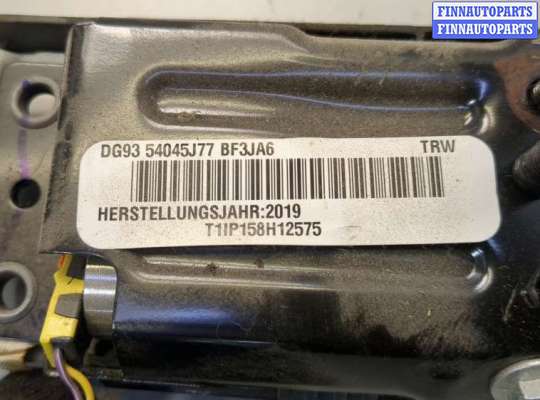 FINNAUTOPARTS
FINNAUTOPARTS
DG93 54045J77 BF3JA6 TRW
HERSTELLUNGSJAHR:2019
T1IP158H12575